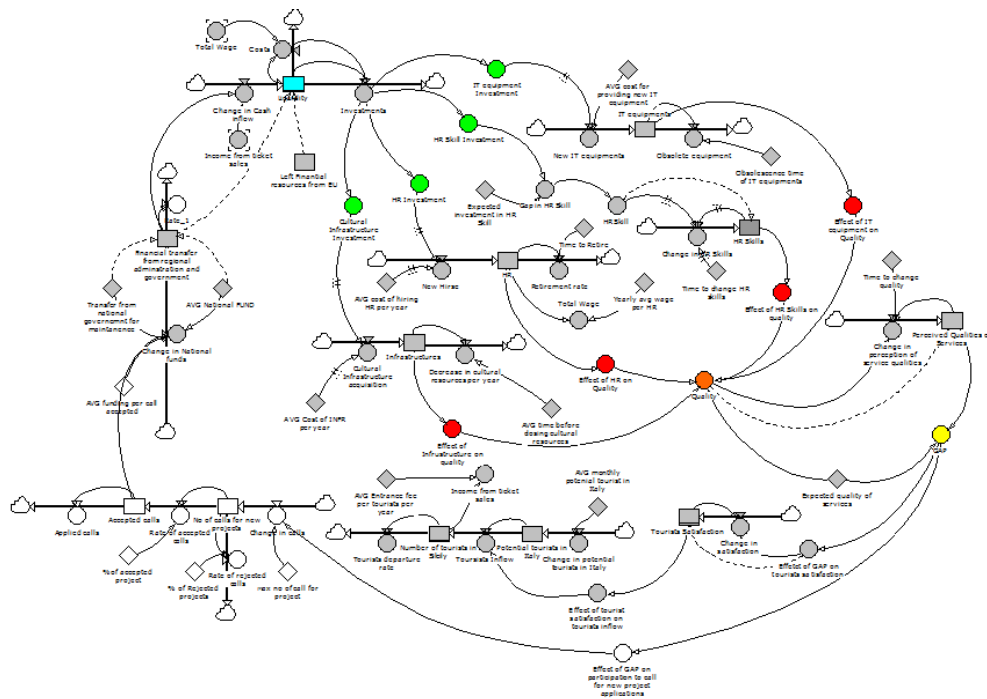 Total Wage
Costs
Liquidity
Change in Cash
inflow
Investments
Income from ticket
sales
Left Finantial
resources from EU
IT equipment
Investment
HR Skill Investment
HR Investment
Cultural
Infrastructure
Investment
AVG cost for
providing new IT
equipment
IT equipments
New IT equipments
Obsolete equipment
Obsolescence time
of IT equipments
Expected
investment in HR
Skill
Gap in HR Skill
HR Skill
HR Skills
Change in HR Skills
Time to change HR
skills
Effect of IT
equipment on
Quality
Effect of HR Skills on
quality
Rate_1
Financial transfer
from regional
adminstration and
government
Transfer from
national
governomnt for
maintanence
AVG National FUND
Change in National
funds
AVG funding per call
accepted
AVG cost of hiring
HR per year
New Hires
HR
Time to Retire
Retirement rate
Total Wage
Yearly avg wage
per HR
Time to change
quality
Change in
perception of
service qualities
Perceived Qualities of
Services
Infrastructures
Cultural
Infrastructure
acquisition
Decrease in cultural
resources per year
AVG Cost of INFR
per year
AVG time before
closing cultural
resources
Effect of HR on
Quality
Quality
Effect of
Infrustructure on
quality
GAP
Expected quality of
services
Applied calls
Accepted calls
Rate of accepted
calls
No of calls for new
projects
Change in calls
% of accepted
project
% of Rejected
projects
Rate of rejected
calls
max no of call for
project
AVG Entrance fee
per tourists per
year
Income from ticket
sales
AVG monthly
potenial tourist in
Italy
Tourists departure
rate
Number of tourists in
Sicily
Tourists Inflow
Potential tourists in
Italy
Change in potential
tourists in Italy
Tourists Satisfaction
Change in
satisfaction
Effetct of GAP on
tourists satisfaction
Effect of tourist
satisfaction on
tourists inflow
Effect of GAP on
participation to call
for new project
applications